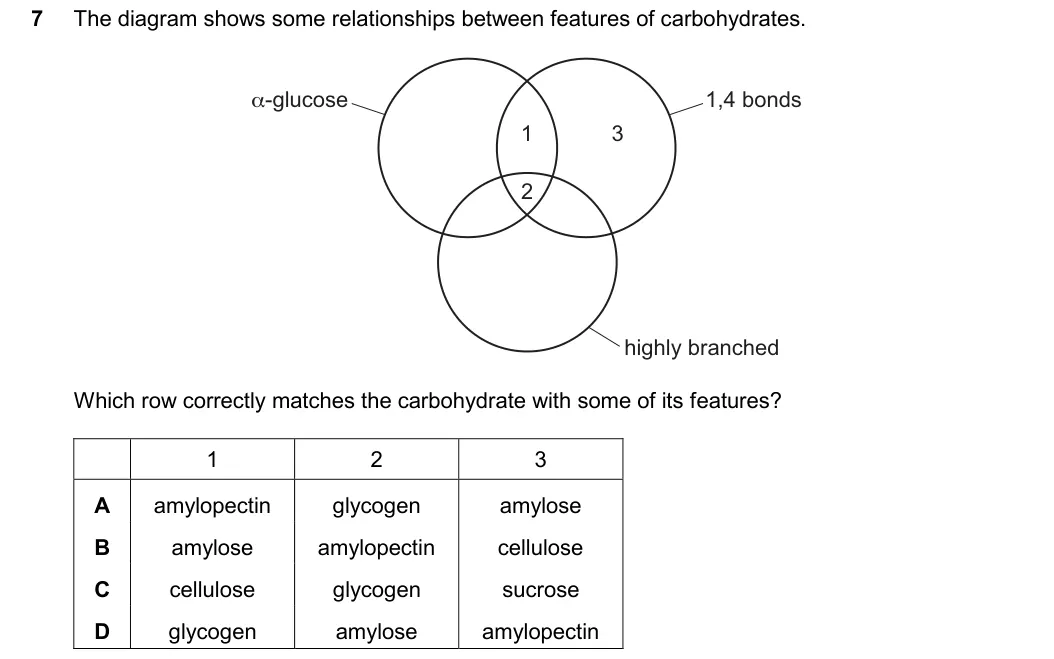 7 The diagram shows some relationships between features of carbohydrates.
α-glucose
1,4 bonds
1
3
2
highly branched
Which row correctly matches the carbohydrate with some of its features?
1 2 3
A amylopectin glycogen amylose
B amylose amylopectin cellulose
C cellulose glycogen sucrose
D glycogen amylose amylopectin